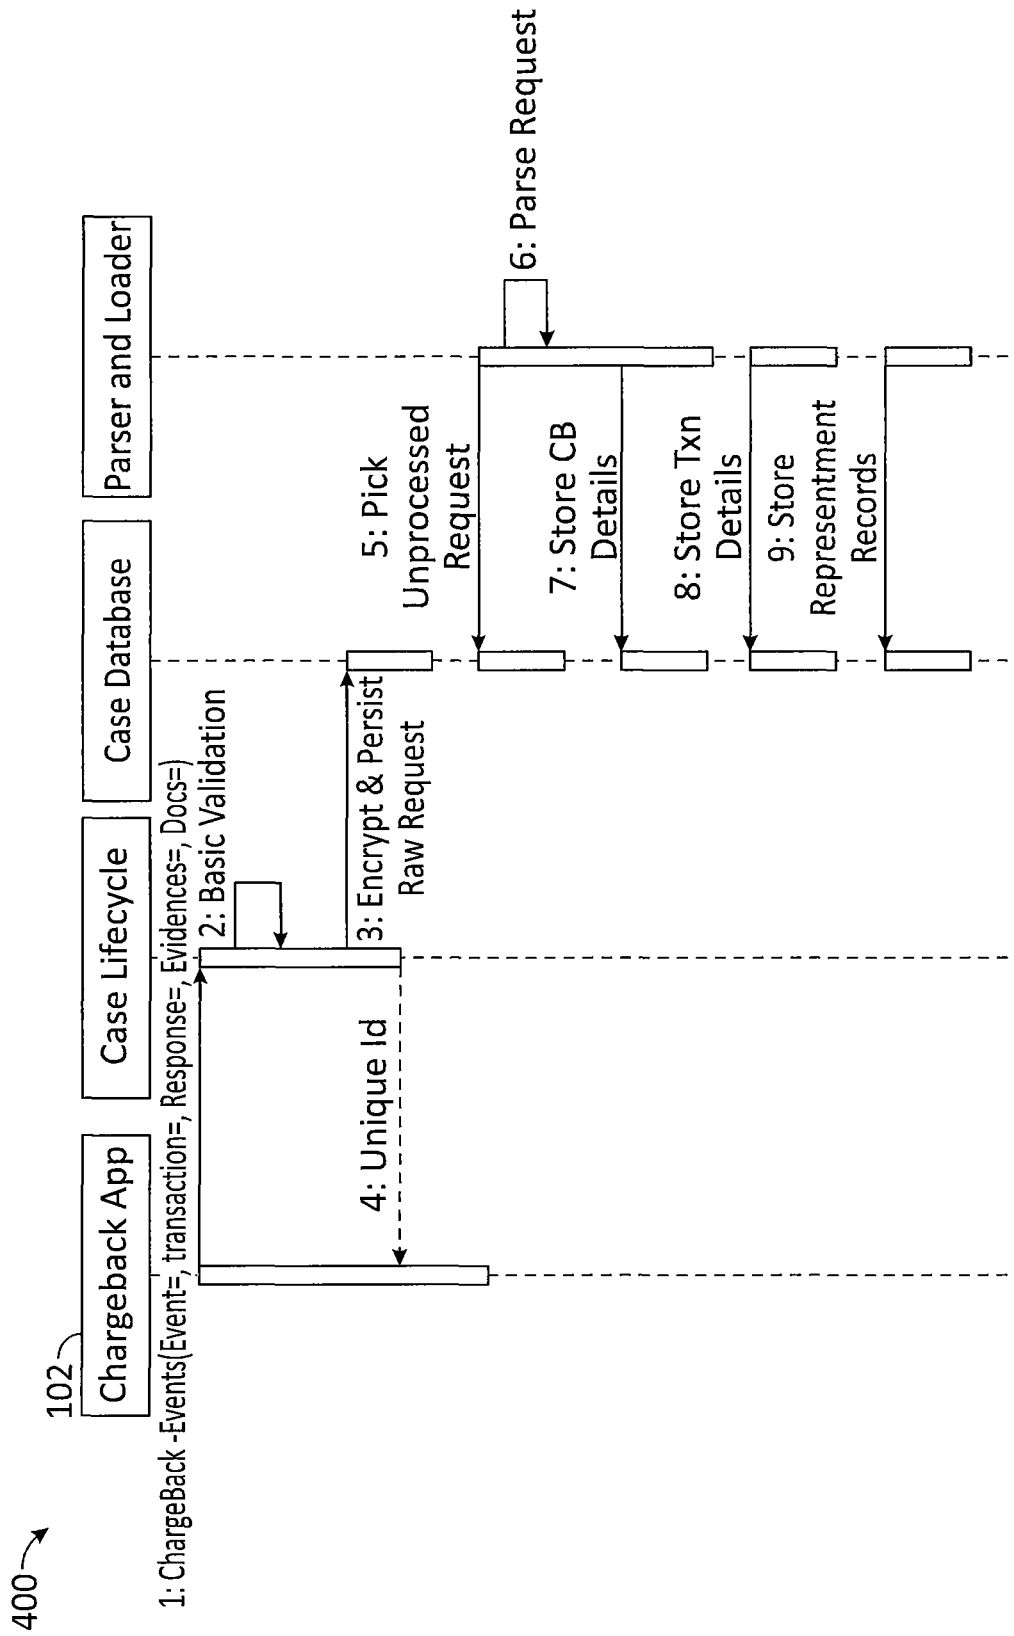 400
102
Chargeback App
Case Lifecycle
Case Database
Parser and Loader
1: ChargeBack -Events(Event=, transaction=, Response=, Evidences=, Docs=)
2: Basic Validation
3: Encrypt & Persist
Raw Request
4: Unique Id
5: Pick
Unprocessed
Request
6: Parse Request
7: Store CB
Details
8: Store Txn
Details
9: Store
Representment
Records